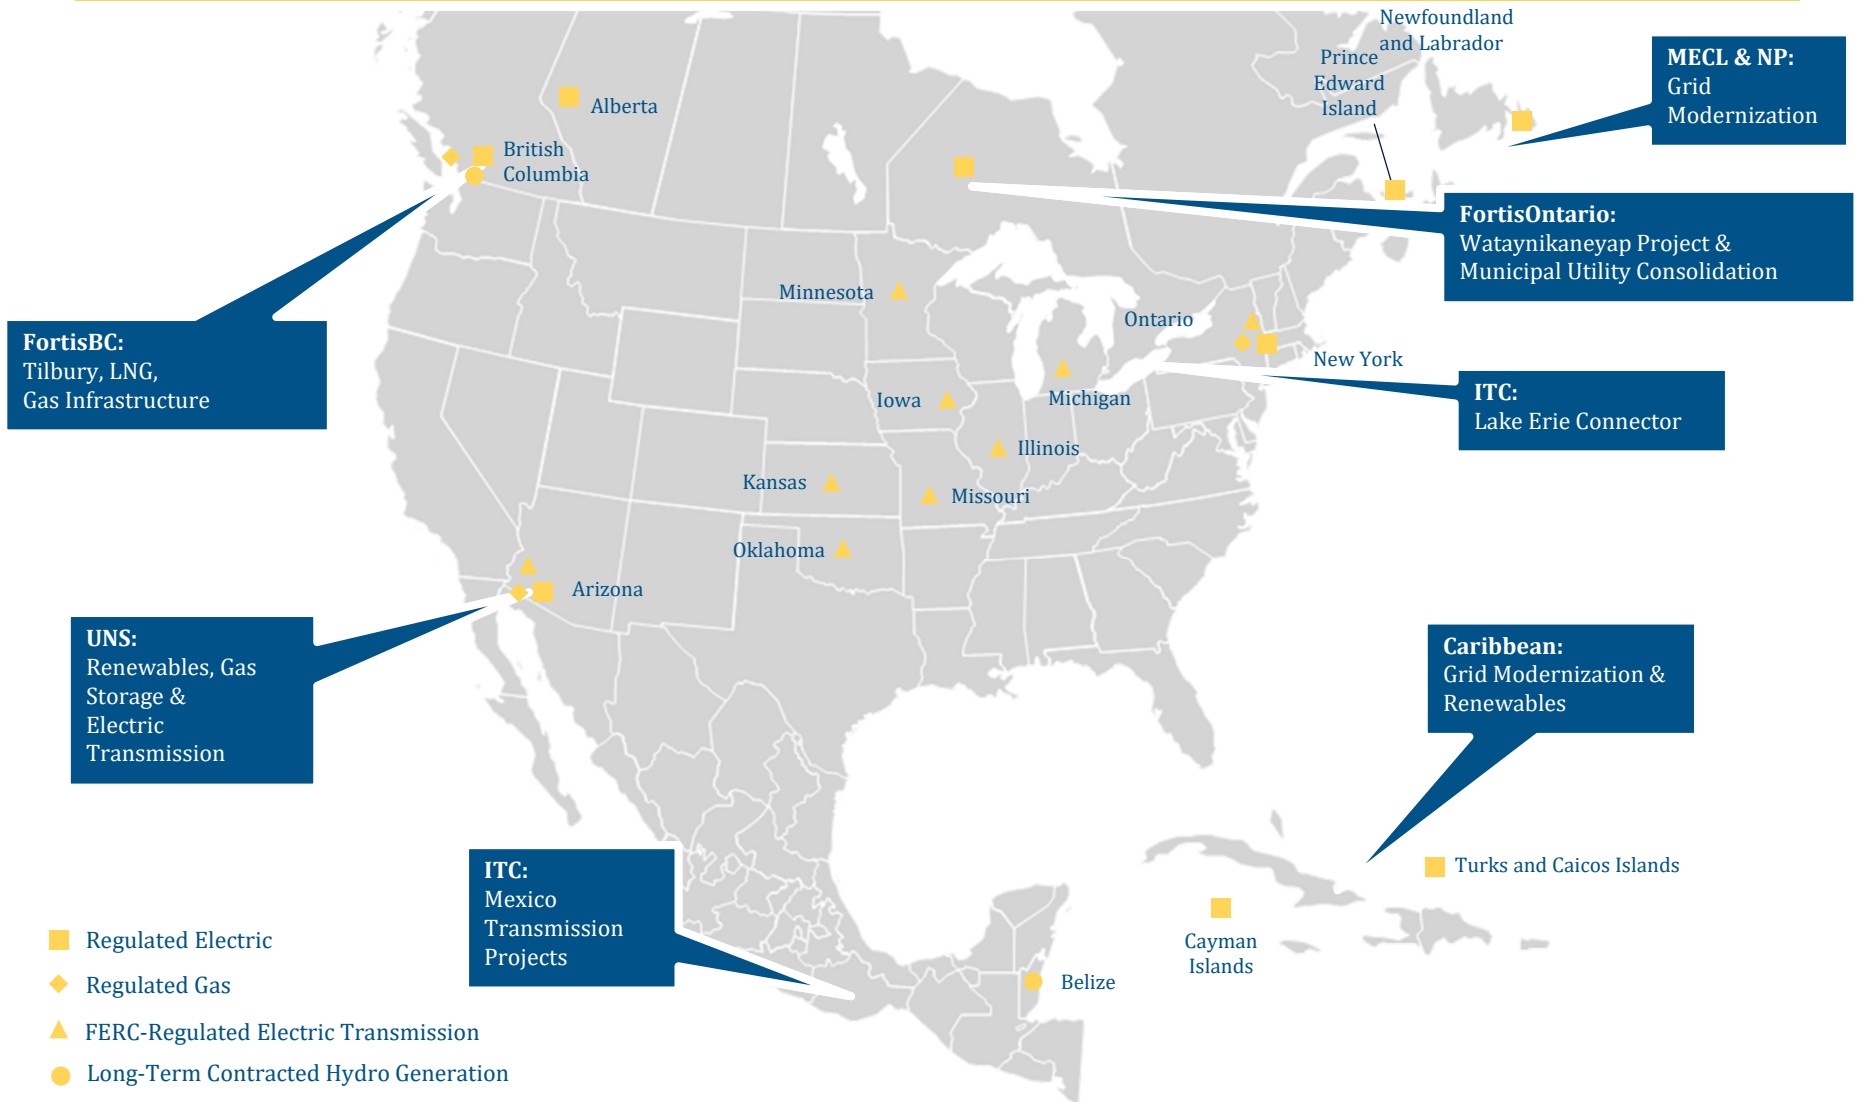 Newfoundland
and Labrador
Prince
Edward
Island
MECL & NP:
Grid
Modernization
Alberta
British
Columbia
FortisOntario:
Wataynikaneyap Project &
Municipal Utility Consolidation
Minnesota
Ontario
New York
FortisBC:
Tilbury, LNG,
Gas Infrastructure
ITC:
Lake Erie Connector
Iowa
Michigan
Illinois
Kansas
Missouri
Oklahoma
Arizona
UNS:
Renewables, Gas
Storage &
Electric
Transmission
Caribbean:
Grid Modernization &
Renewables
ITC:
Mexico
Transmission
Projects
Turks and Caicos Islands
Cayman
Islands
Belize
Regulated Electric
Regulated Gas
FERC-Regulated Electric Transmission
Long-Term Contracted Hydro Generation